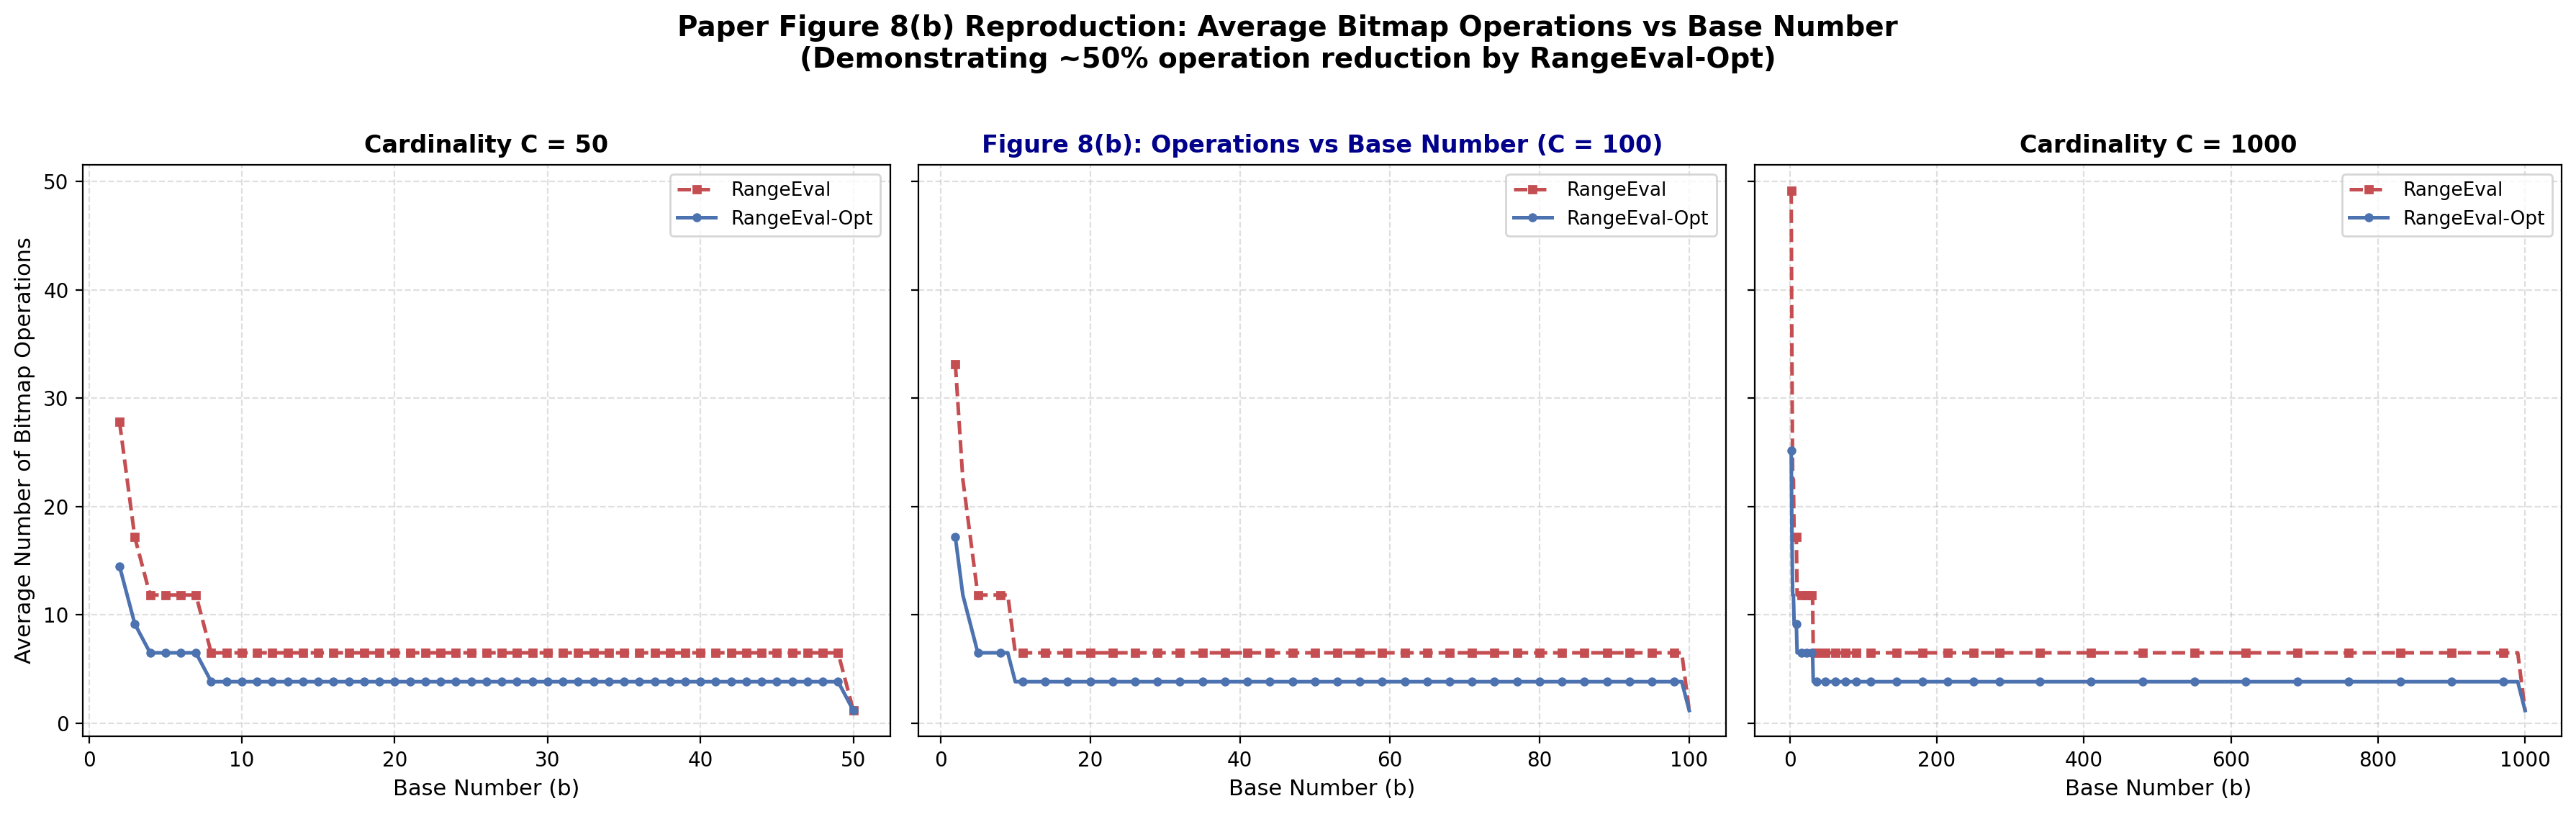 Paper Figure 8(b) Reproduction: Average Bitmap Operations vs Base Number
(Demonstrating ~50% operation reduction by RangeEval-Opt)
Cardinality C = 50
Figure 8(b): Operations vs Base Number (C = 100)
Cardinality C = 1000
Average Number of Bitmap Operations
50
40
30
20
10
0
RangeEval
RangeEval-Opt
RangeEval
RangeEval-Opt
RangeEval
RangeEval-Opt
0 10 20 30 40 50
0 20 40 60 80 100
0 200 400 600 800 1000
Base Number (b)
Base Number (b)
Base Number (b)